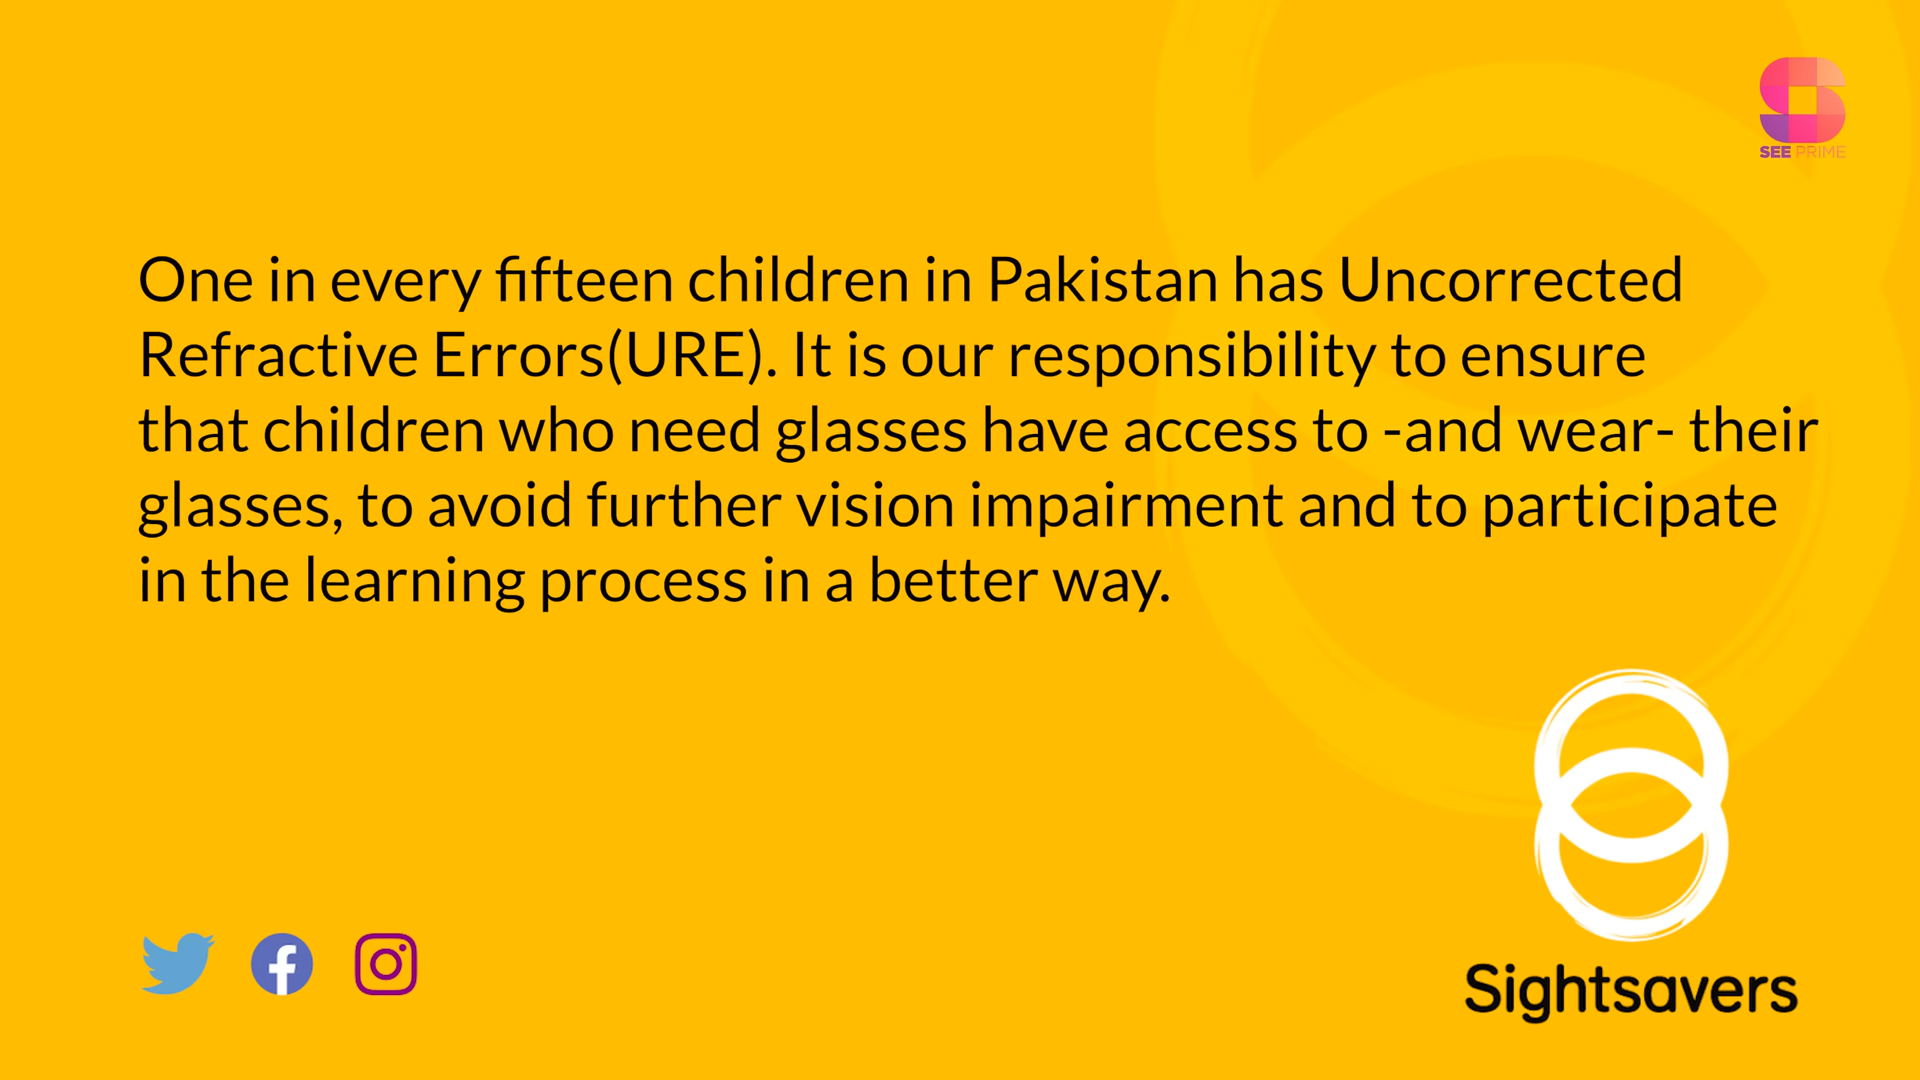 SEE PRIME
One in every fifteen children in Pakistan has Uncorrected
Refractive Errors(URE). It is our responsibility to ensure
that children who need glasses have access to -and wear- their
glasses, to avoid further vision impairment and to participate
in the learning process in a better way.
Sightsavers